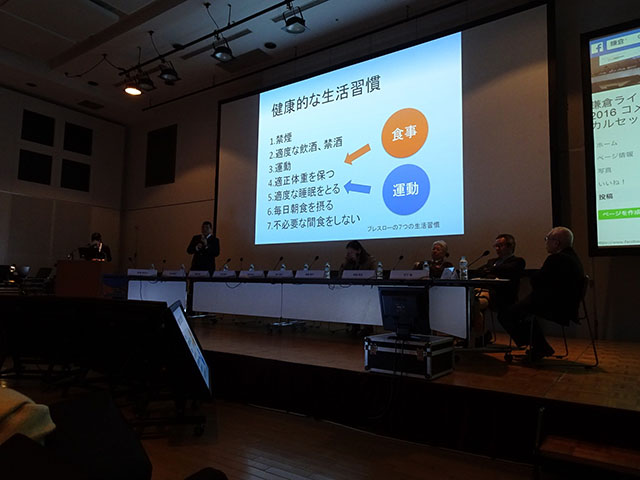 健康的な生活習慣
1.禁煙
2.適度な飲酒、禁酒
3.運動
4.適正体重を保つ
5.適度な睡眠をとる
6.毎日朝食を摂る
7.不必要な間食をしない
食事
運動
ブレスローの7つの生活習慣
鎌倉
鎌倉ライ
2016 コメ
カルセッ
ホーム
ページ情報
写真
いいね！
投稿
ページを作成